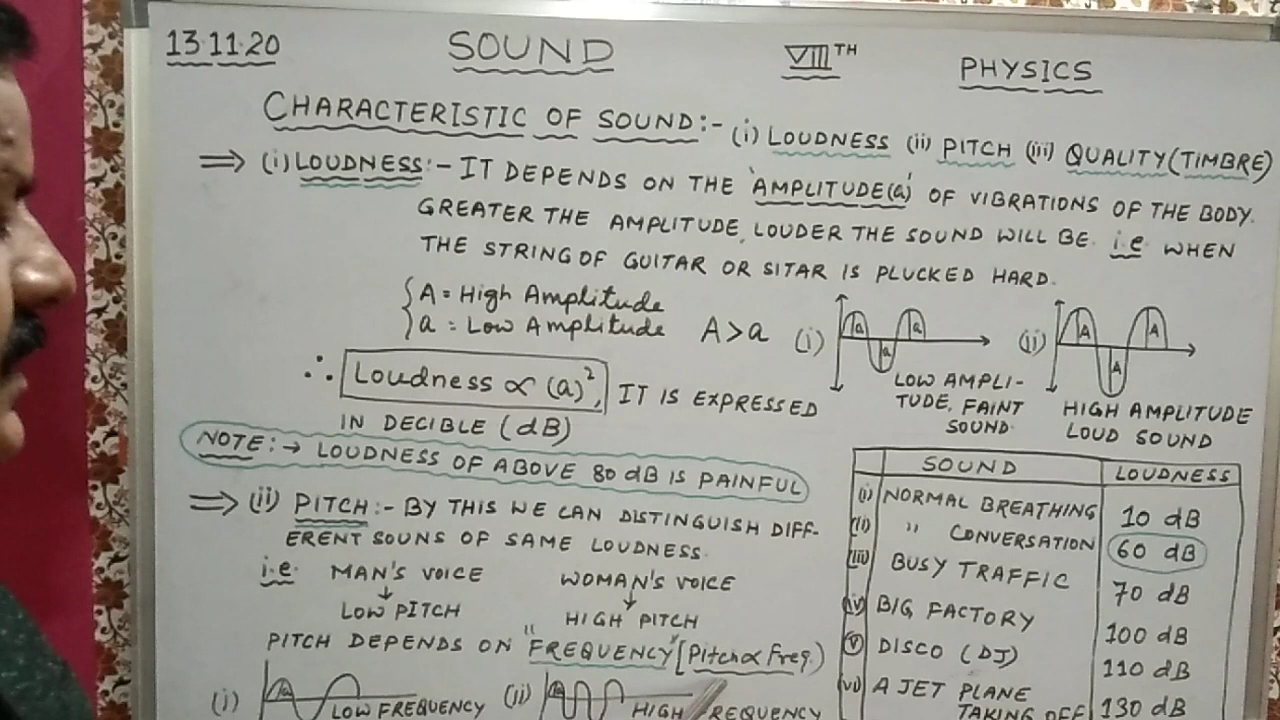 13.11.20 SOUND VIIITH PHYSICS
CHARACTERISTIC OF SOUND:- (i) LOUDNESS (ii) PITCH (iii) QUALITY (TIMBRE)
⇒ (i) LOUDNESS:- IT DEPENDS ON THE 'AMPLITUDE(a)' OF VIBRATIONS OF THE BODY.
GREATER THE AMPLITUDE, LOUDER THE SOUND WILL BE. i.e WHEN
THE STRING OF GUITAR OR SITAR IS PLUCKED HARD.
A = High Amplitude
a = Low Amplitude A>a
∴ Loudness ∝ (a)², IT IS EXPRESSED
IN DECIBLE (dB)
(i) a a a
LOW AMPLI-
TUDE, FAINT
SOUND.
(ii) A A A
HIGH AMPLITUDE
LOUD SOUND
NOTE:→ LOUDNESS OF ABOVE 80 dB IS PAINFUL
⇒ (ii) PITCH:- BY THIS WE CAN DISTINGUISH DIFF-
ERENT SOUNS OF SAME LOUDNESS.
i.e. MAN'S VOICE WOMAN'S VOICE
↓ ↓
LOW PITCH HIGH PITCH
PITCH DEPENDS ON "FREQUENCY" [Pitch ∝ Freq.]
(i) LOW FREQUENCY (ii) HIGH FREQUENCY
SOUND LOUDNESS
(i) NORMAL BREATHING 10 dB
(ii) " CONVERSATION 60 dB
(iii) BUSY TRAFFIC 70 dB
(iv) BIG FACTORY 100 dB
(v) DISCO (DJ) 110 dB
(vi) A JET PLANE 130 dB
TAKING OFF